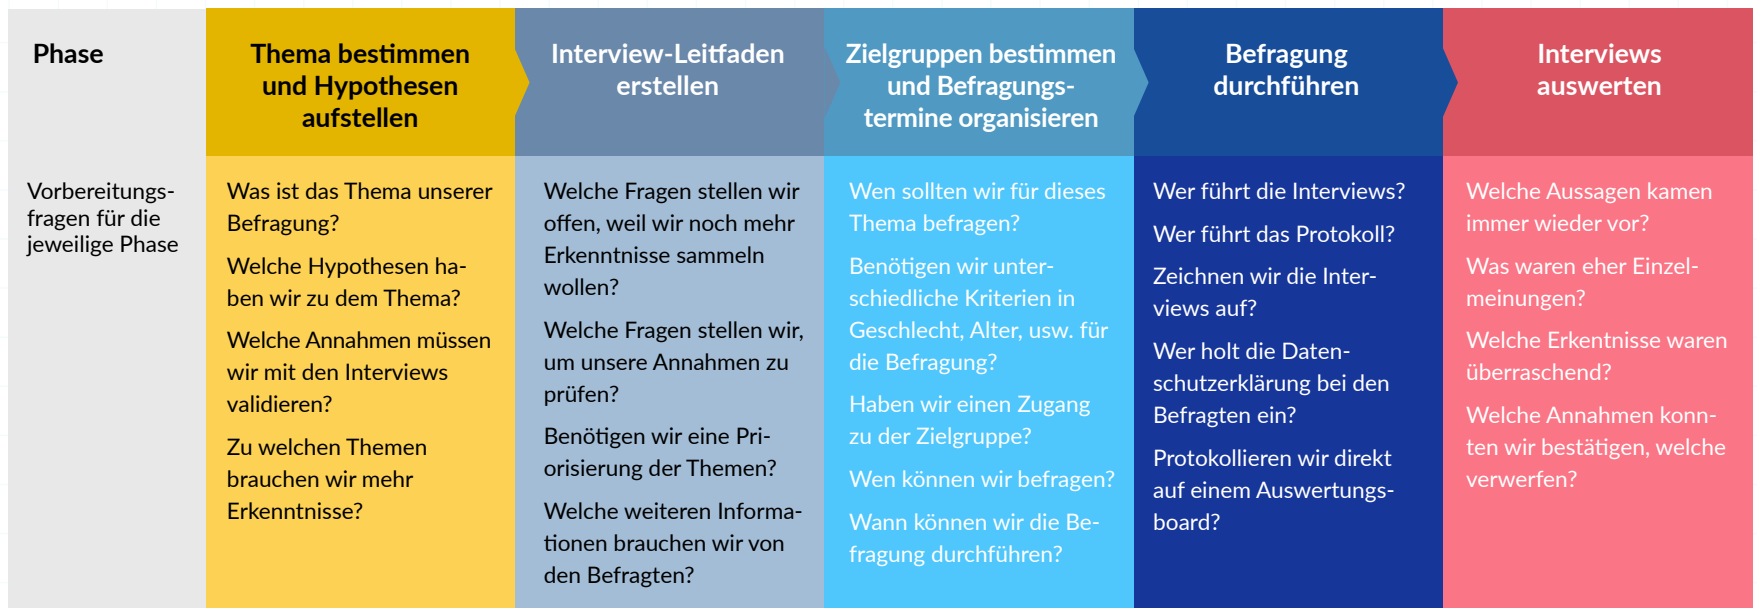 Phase
Thema bestimmen
und Hypothesen
aufstellen
Interview-Leitfaden
erstellen
Zielgruppen bestimmen
und Befragungs-
termine organisieren
Befragung
durchführen
Interviews
auswerten
Vorbereitungs-
fragen für die
jeweilige Phase
Was ist das Thema unserer
Befragung?
Welche Hypothesen ha-
ben wir zu dem Thema?
Welche Annahmen müssen
wir mit den Interviews
validieren?
Zu welchen Themen
brauchen wir mehr
Erkenntnisse?
Welche Fragen stellen wir
offen, weil wir noch mehr
Erkenntnisse sammeln
wollen?
Welche Fragen stellen wir,
um unsere Annahmen zu
prüfen?
Benötigen wir eine Pri-
orisierung der Themen?
Welche weiteren Informa-
tionen brauchen wir von
den Befragten?
Wen sollten wir für dieses
Thema befragen?
Benötigen wir unter-
schiedliche Kriterien in
Geschlecht, Alter, usw. für
die Befragung?
Haben wir einen Zugang
zu der Zielgruppe?
Wen können wir befragen?
Wann können wir die Be-
fragung durchführen?
Wer führt die Interviews?
Wer führt das Protokoll?
Zeichnen wir die Inter-
views auf?
Wer holt die Daten-
schutzerklärung bei den
Befragten ein?
Protokollieren wir direkt
auf einem Auswertungs-
board?
Welche Aussagen kamen
immer wieder vor?
Was waren eher Einzel-
meinungen?
Welche Erkentnisse waren
überraschend?
Welche Annahmen konn-
ten wir bestätigen, welche
verwerfen?